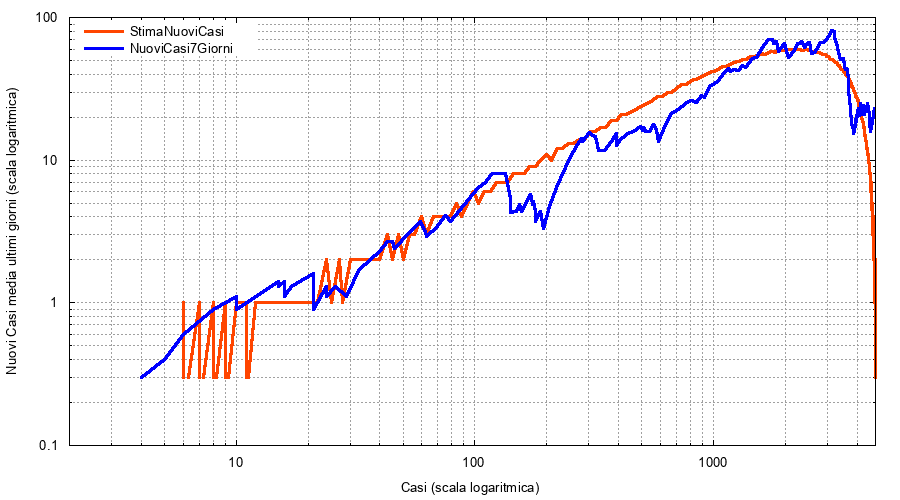 100
StimaNuoviCasi
NuoviCasi7Giorni
Nuovi Casi media ultimi giorni (scala logaritmica)
10
1
0.1
10
100
1000
Casi (scala logaritmica)